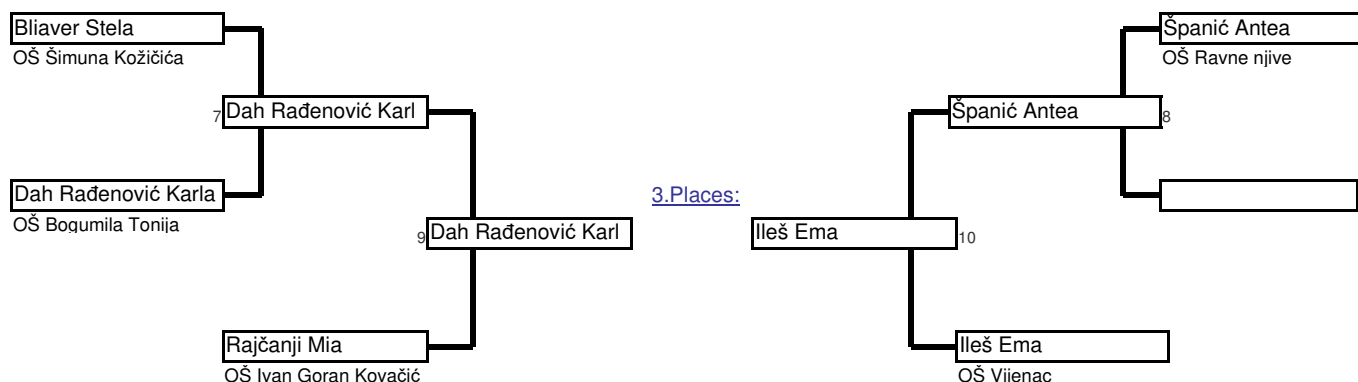 Bliaver Stela
OŠ Šimuna Kožičića
Španić Antea
OŠ Ravne njive
7 Dah Rađenović Karl
Španić Antea 8
Dah Rađenović Karla
OŠ Bogumila Tonija
3.Places:
9 Dah Rađenović Karl
Ileš Ema 10
Rajčanji Mia
OŠ Ivan Goran Kovačić
Ileš Ema
OŠ Vijenac